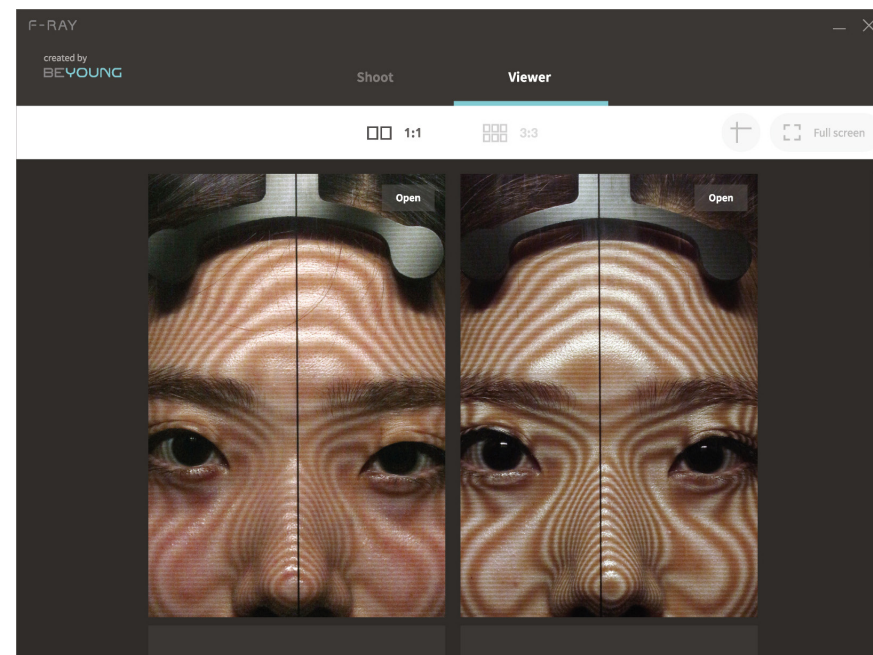 F-RAY
created by
BEYOUNG
Shoot
Viewer
1:1
3:3
Full screen
Open
Open